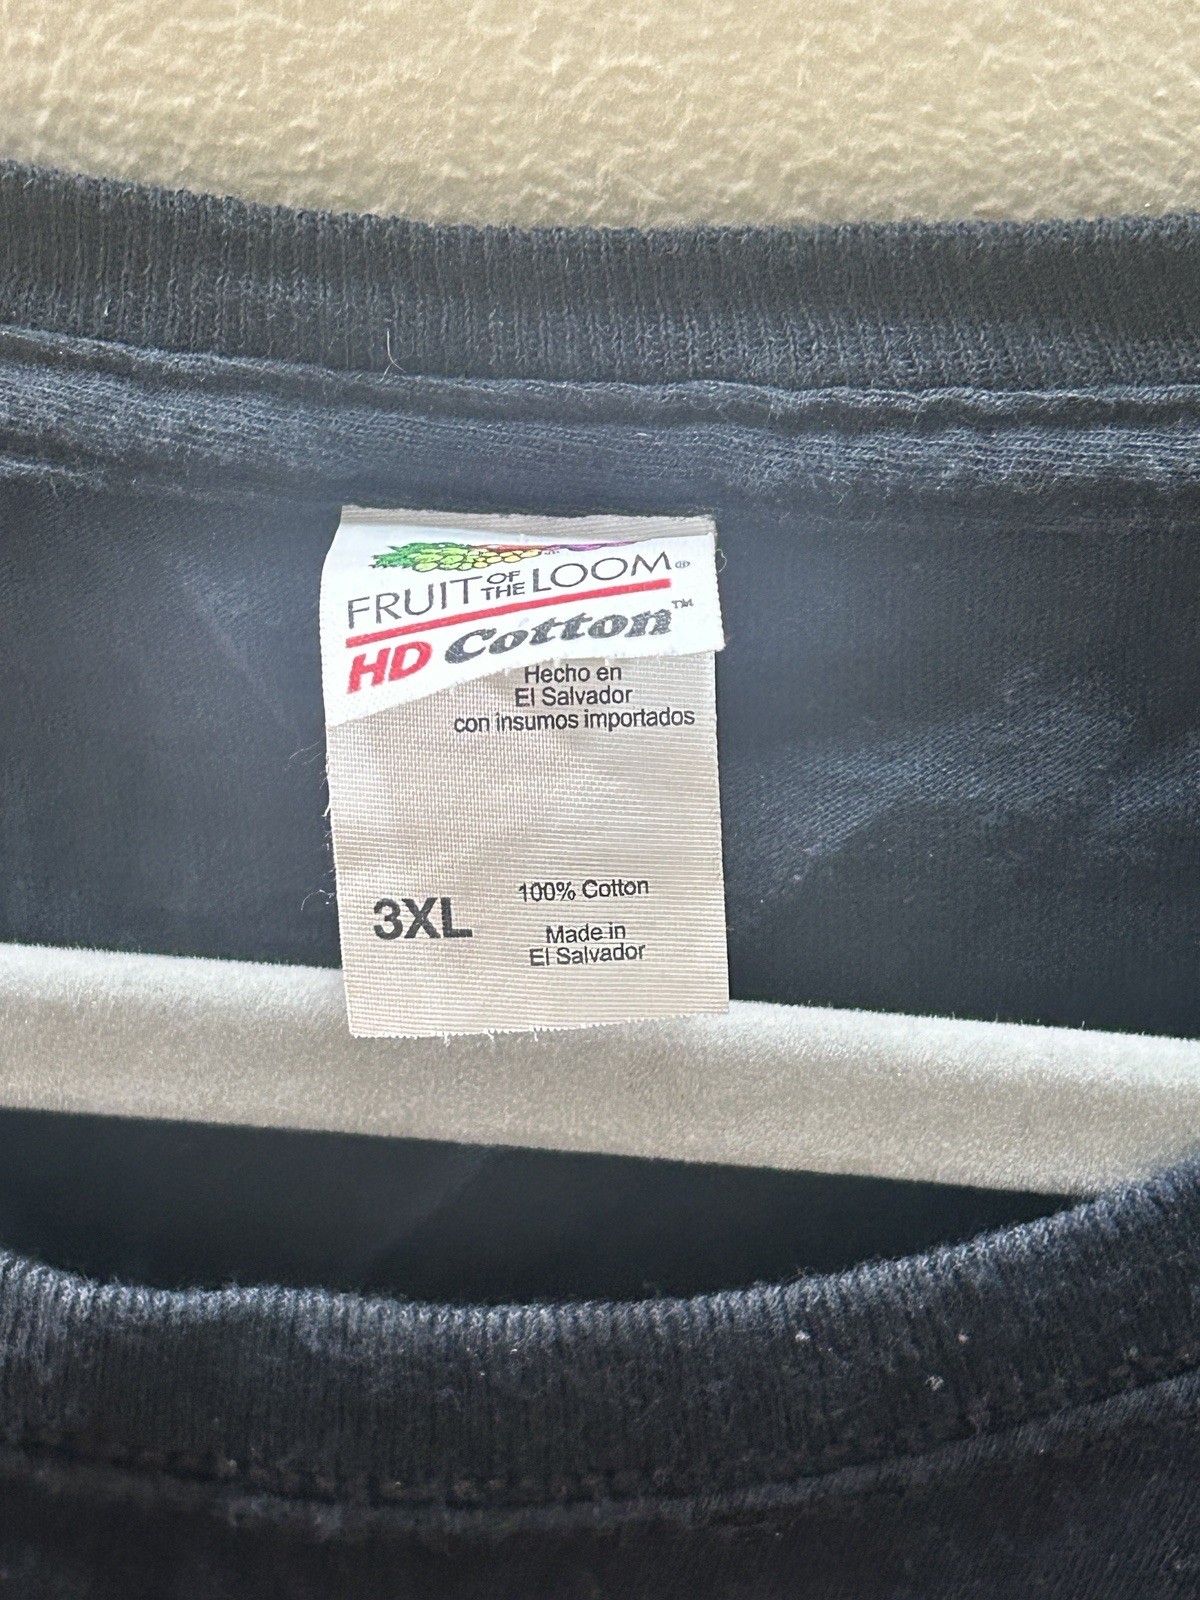 FRUIT OF THE LOOM®
HD Cotton™
Hecho en
El Salvador
con insumos importados
3XL
100% Cotton
Made in
El Salvador